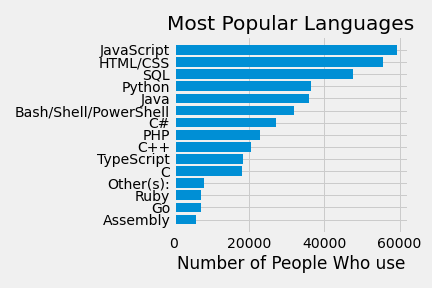 Most Popular Languages
JavaScript
HTML/CSS
SQL
Python
Java
Bash/Shell/PowerShell
C#
PHP
C++
TypeScript
C
Other(s):
Ruby
Go
Assembly
0 20000 40000 60000
Number of People Who use